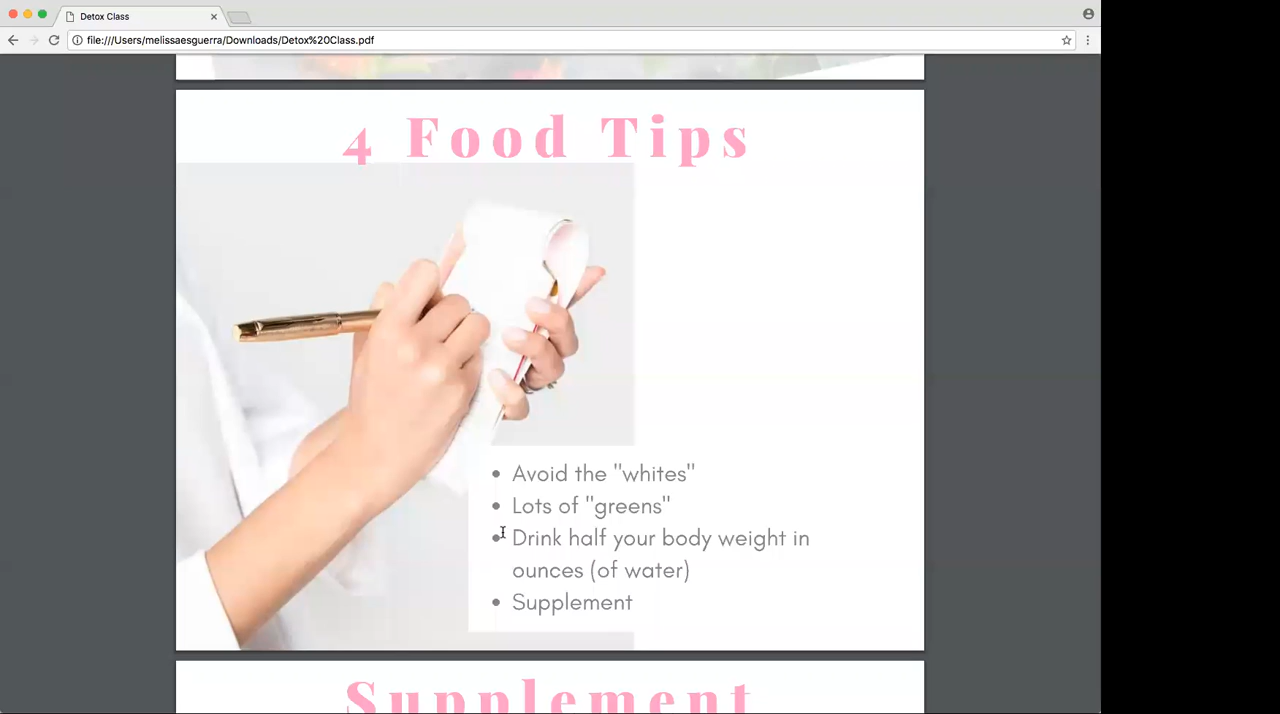 Detox Class
file:///Users/melissaesguerra/Downloads/Detox%20Class.pdf
4 Food Tips
Avoid the "whites"
Lots of "greens"
Drink half your body weight in
ounces (of water)
Supplement
Supplement